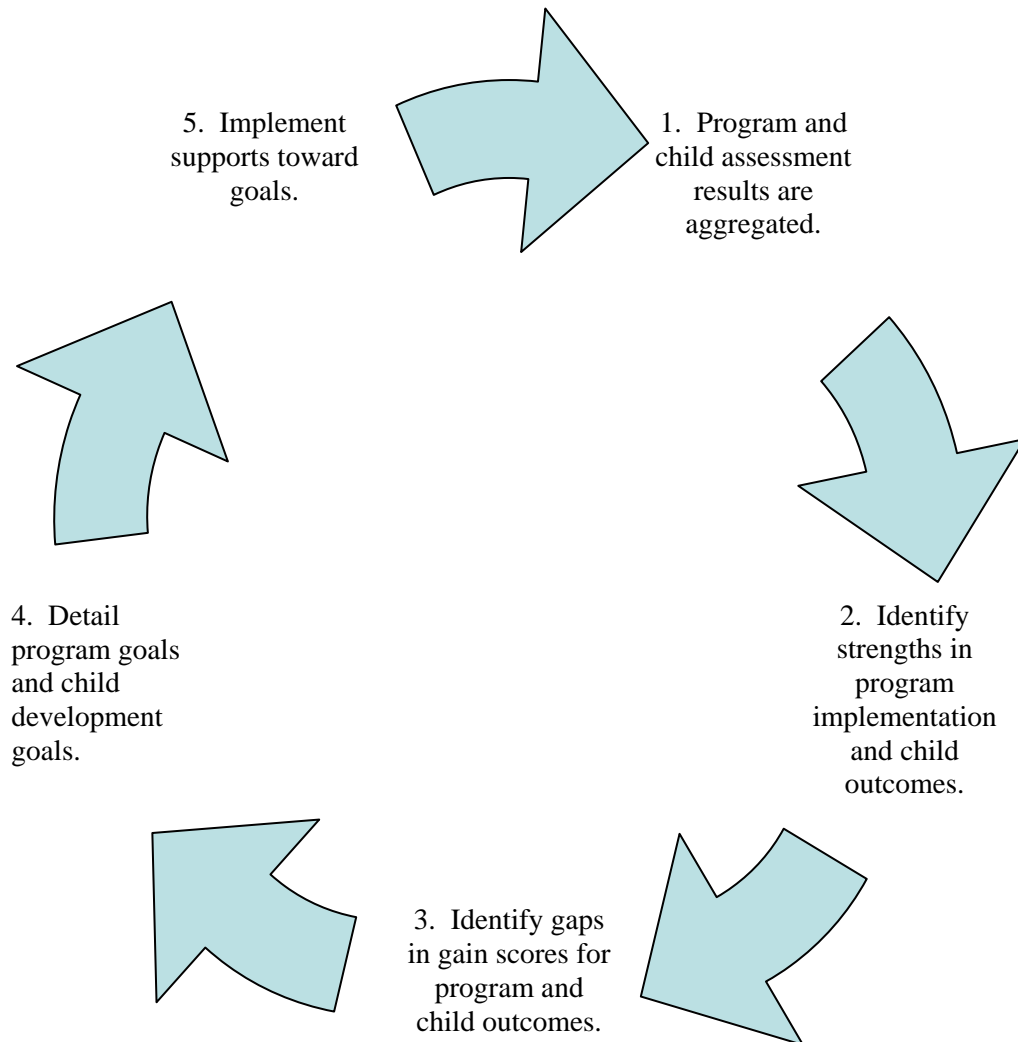 1. Program and
child assessment
results are
aggregated.
2. Identify
strengths in
program
implementation
and child
outcomes.
3. Identify gaps
in gain scores for
program and
child outcomes.
4. Detail
program goals
and child
development
goals.
5. Implement
supports toward
goals.